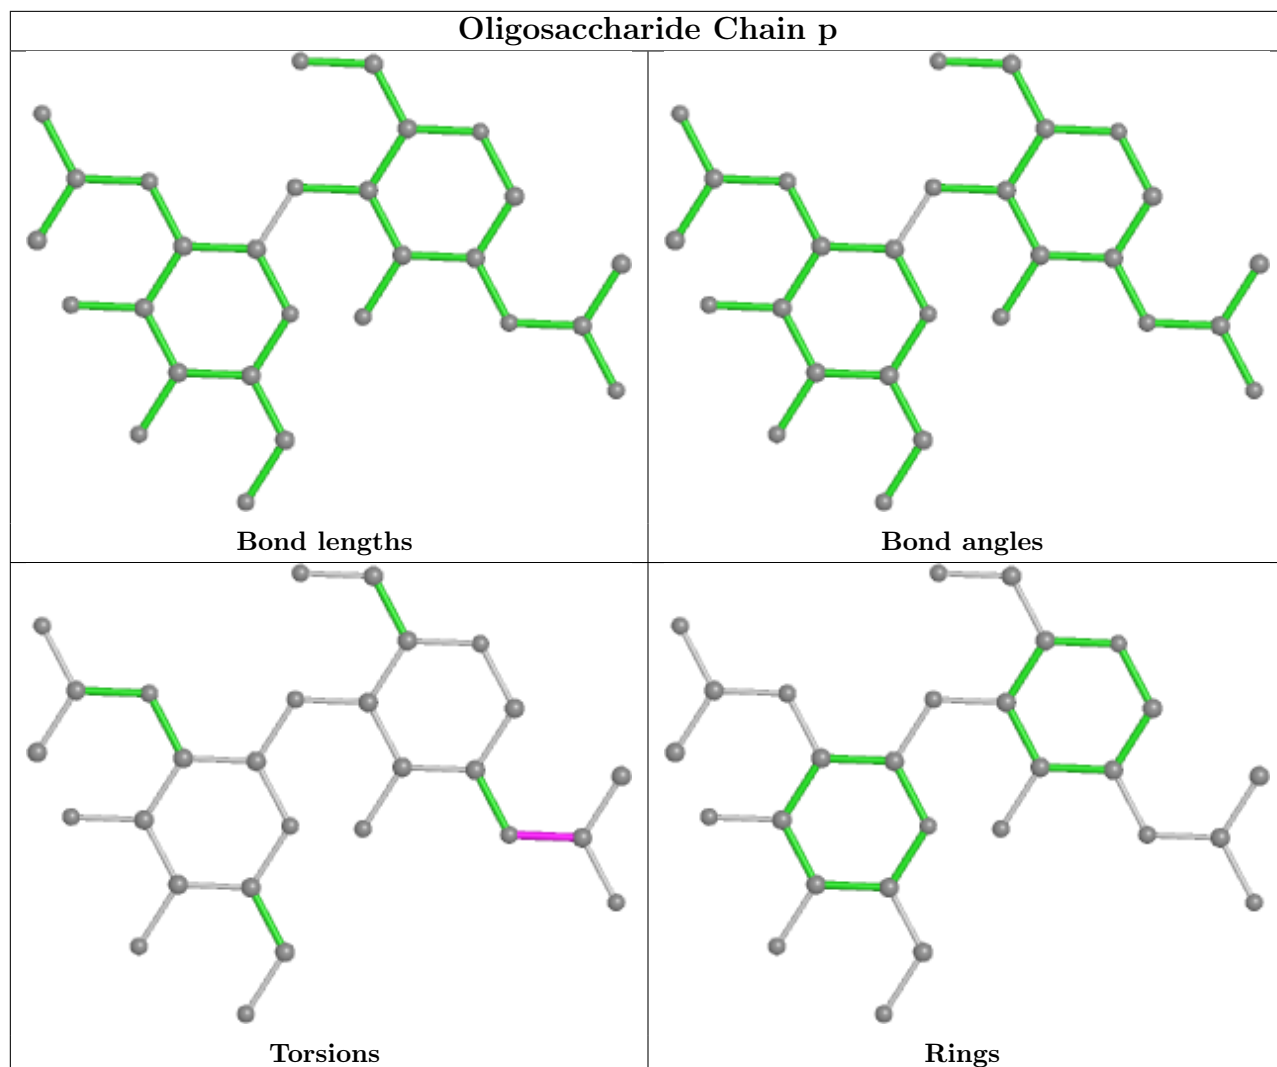 Oligosaccharide Chain p
Bond lengths
Bond angles
Torsions
Rings